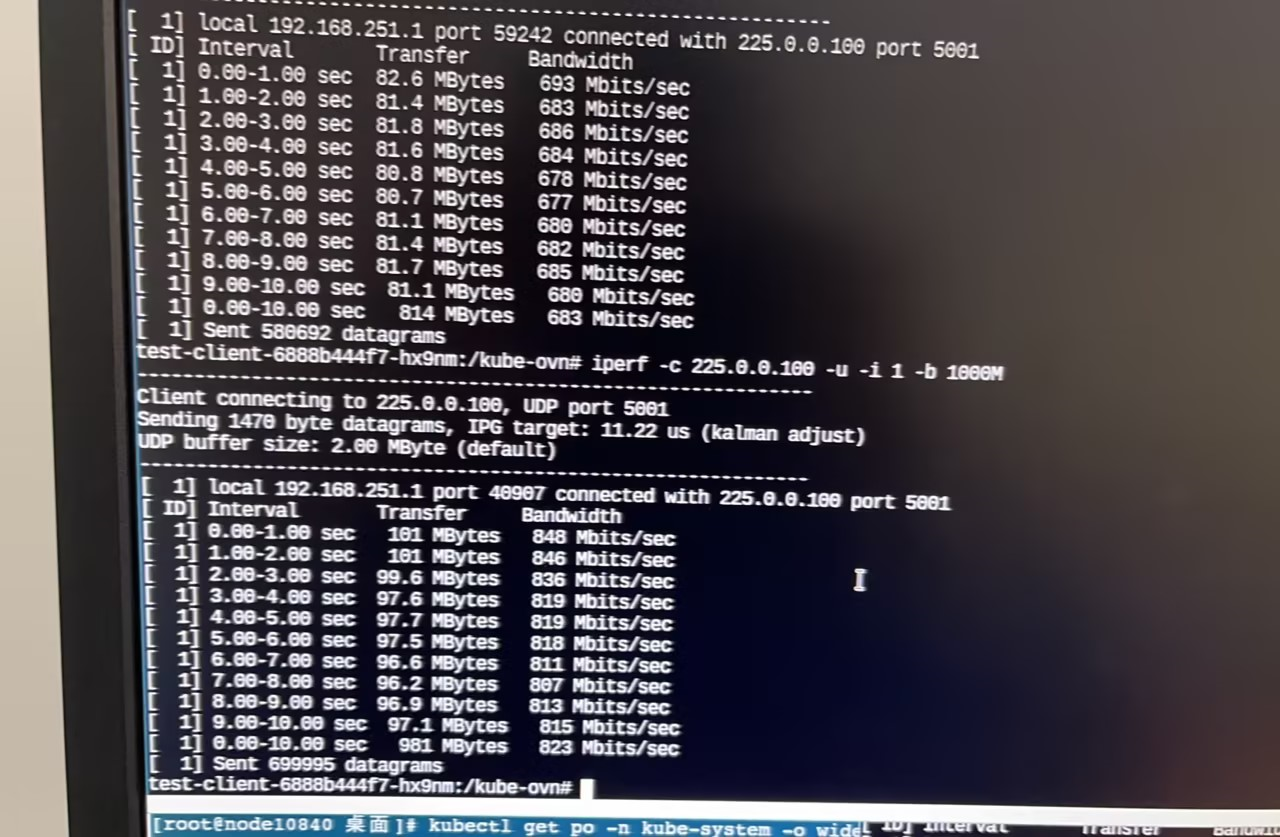 ------------------------------------------------------------
[  1] local 192.168.251.1 port 59242 connected with 225.0.0.100 port 5001
[ ID] Interval       Transfer     Bandwidth
[  1] 0.00-1.00 sec  82.6 MBytes   693 Mbits/sec
[  1] 1.00-2.00 sec  81.4 MBytes   683 Mbits/sec
[  1] 2.00-3.00 sec  81.8 MBytes   686 Mbits/sec
[  1] 3.00-4.00 sec  81.6 MBytes   684 Mbits/sec
[  1] 4.00-5.00 sec  80.8 MBytes   678 Mbits/sec
[  1] 5.00-6.00 sec  80.7 MBytes   677 Mbits/sec
[  1] 6.00-7.00 sec  81.1 MBytes   680 Mbits/sec
[  1] 7.00-8.00 sec  81.4 MBytes   682 Mbits/sec
[  1] 8.00-9.00 sec  81.7 MBytes   685 Mbits/sec
[  1] 9.00-10.00 sec  81.1 MBytes   680 Mbits/sec
[  1] 0.00-10.00 sec   814 MBytes   683 Mbits/sec
[  1] Sent 580692 datagrams
test-client-6888b444f7-hx9nm:/kube-ovn# iperf -c 225.0.0.100 -u -i 1 -b 1000M
------------------------------------------------------------
Client connecting to 225.0.0.100, UDP port 5001
Sending 1470 byte datagrams, IPG target: 11.22 us (kalman adjust)
UDP buffer size: 2.00 MByte (default)
------------------------------------------------------------
[  1] local 192.168.251.1 port 40907 connected with 225.0.0.100 port 5001
[ ID] Interval       Transfer     Bandwidth
[  1] 0.00-1.00 sec   101 MBytes   848 Mbits/sec
[  1] 1.00-2.00 sec   101 MBytes   846 Mbits/sec
[  1] 2.00-3.00 sec  99.6 MBytes   836 Mbits/sec
[  1] 3.00-4.00 sec  97.6 MBytes   819 Mbits/sec
[  1] 4.00-5.00 sec  97.7 MBytes   819 Mbits/sec
[  1] 5.00-6.00 sec  97.5 MBytes   818 Mbits/sec
[  1] 6.00-7.00 sec  96.6 MBytes   811 Mbits/sec
[  1] 7.00-8.00 sec  96.2 MBytes   807 Mbits/sec
[  1] 8.00-9.00 sec  96.9 MBytes   813 Mbits/sec
[  1] 9.00-10.00 sec  97.1 MBytes   815 Mbits/sec
[  1] 0.00-10.00 sec   981 MBytes   823 Mbits/sec
[  1] Sent 699995 datagrams
test-client-6888b444f7-hx9nm:/kube-ovn#
[root@node10840 桌面]# kubectl get po -n kube-system -o wide[ ID] Interval       Transfer